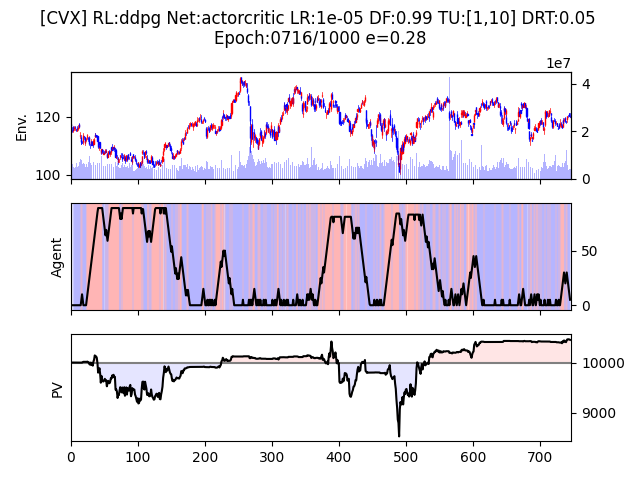 [CVX] RL:ddpg Net:actorcritic LR:1e-05 DF:0.99 TU:[1,10] DRT:0.05
Epoch:0716/1000 e=0.28
1e7
Env.
120
100
4
2
0
Agent
50
0
PV
10000
9000
0 100 200 300 400 500 600 700